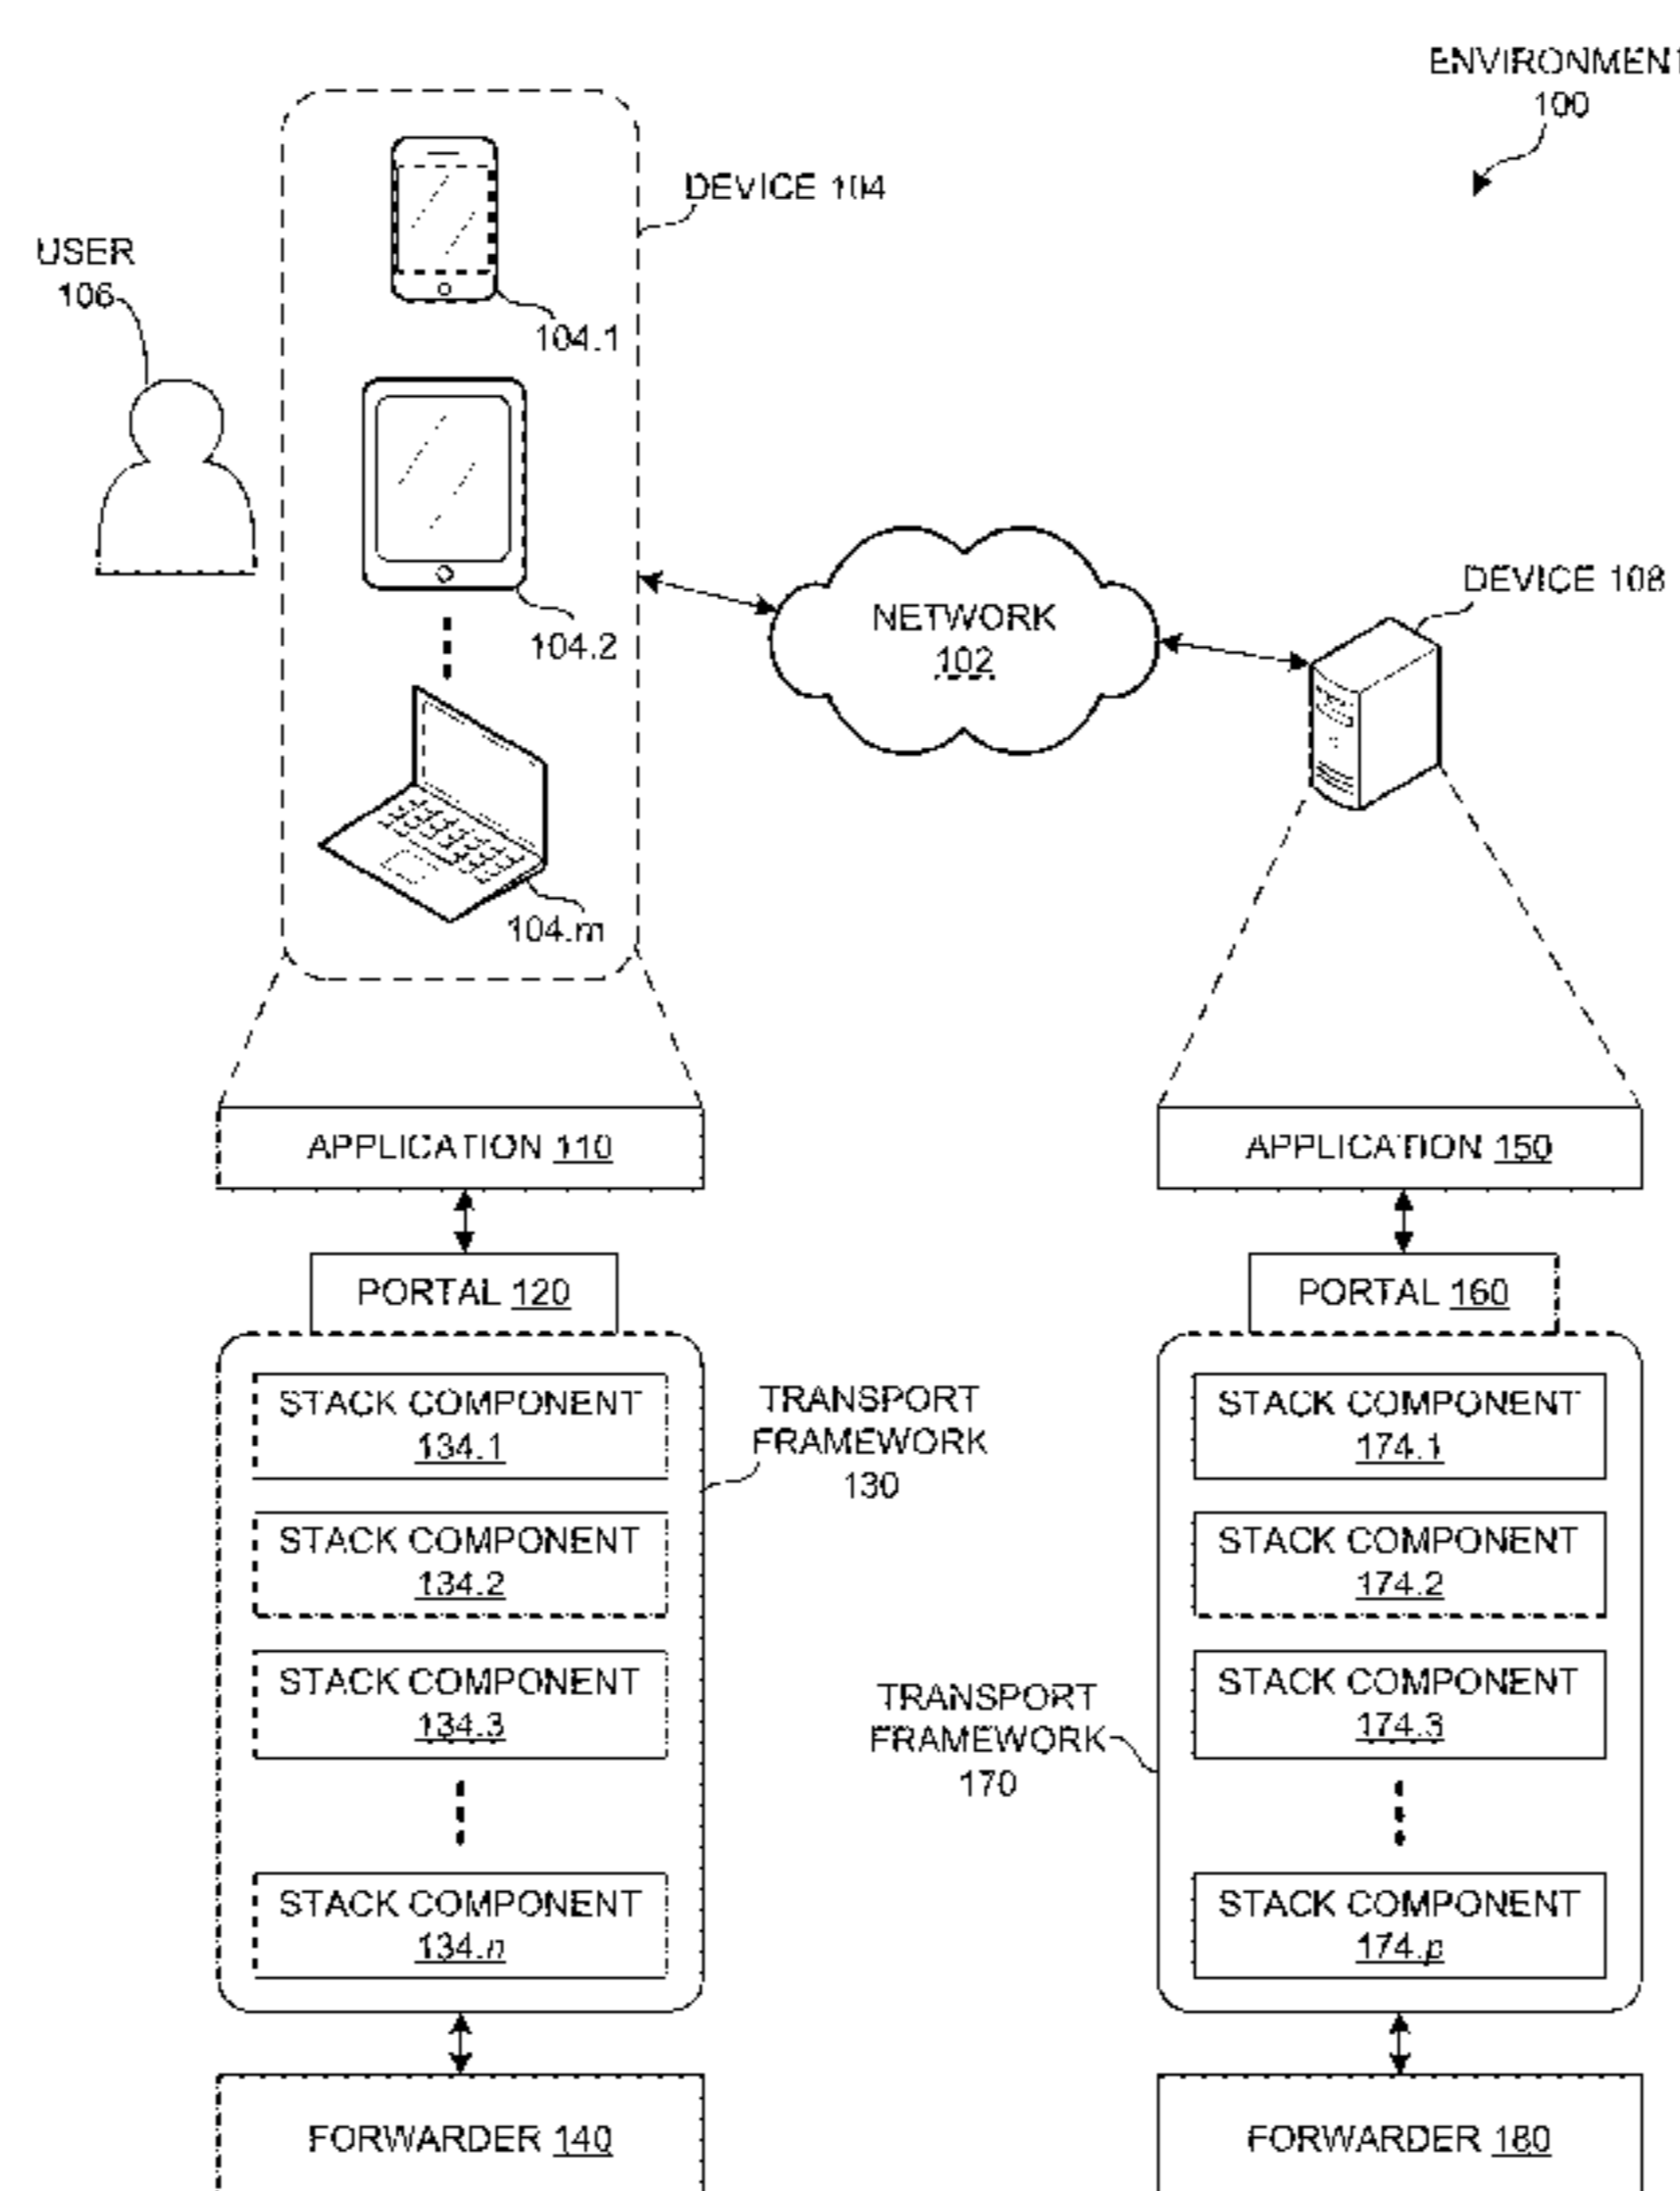 ENVIRONMENT
100
DEVICE 104
USER
106
104.1
104.2
104.m
NETWORK
102
DEVICE 108
APPLICATION 110
APPLICATION 150
PORTAL 120
PORTAL 160
STACK COMPONENT
134.1
STACK COMPONENT
134.2
STACK COMPONENT
134.3
STACK COMPONENT
134.n
TRANSPORT
FRAMEWORK
130
STACK COMPONENT
174.1
STACK COMPONENT
174.2
STACK COMPONENT
174.3
STACK COMPONENT
174.p
TRANSPORT
FRAMEWORK
170
FORWARDER 140
FORWARDER 180